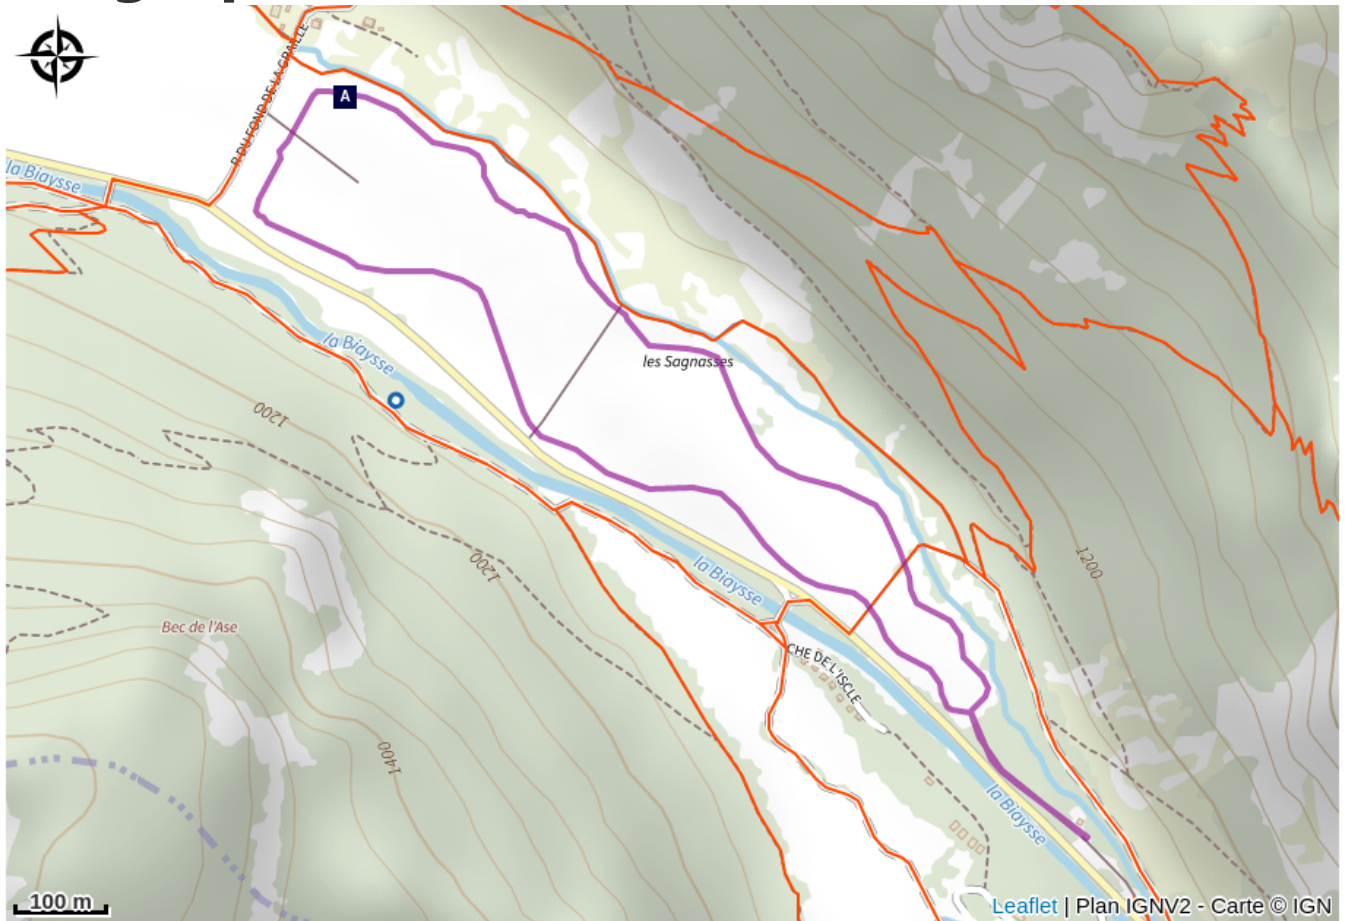 A
R DU FOND DE LA GRAILLE
la Biaysse
la Biaysse
les Sagnasses
1200
1200
la Biaysse
1200
Bec de l'Ase
CHE DE L'ISCLE
1400
la Biaysse
100 m
Leaflet | Plan IGNV2 - Carte © IGN